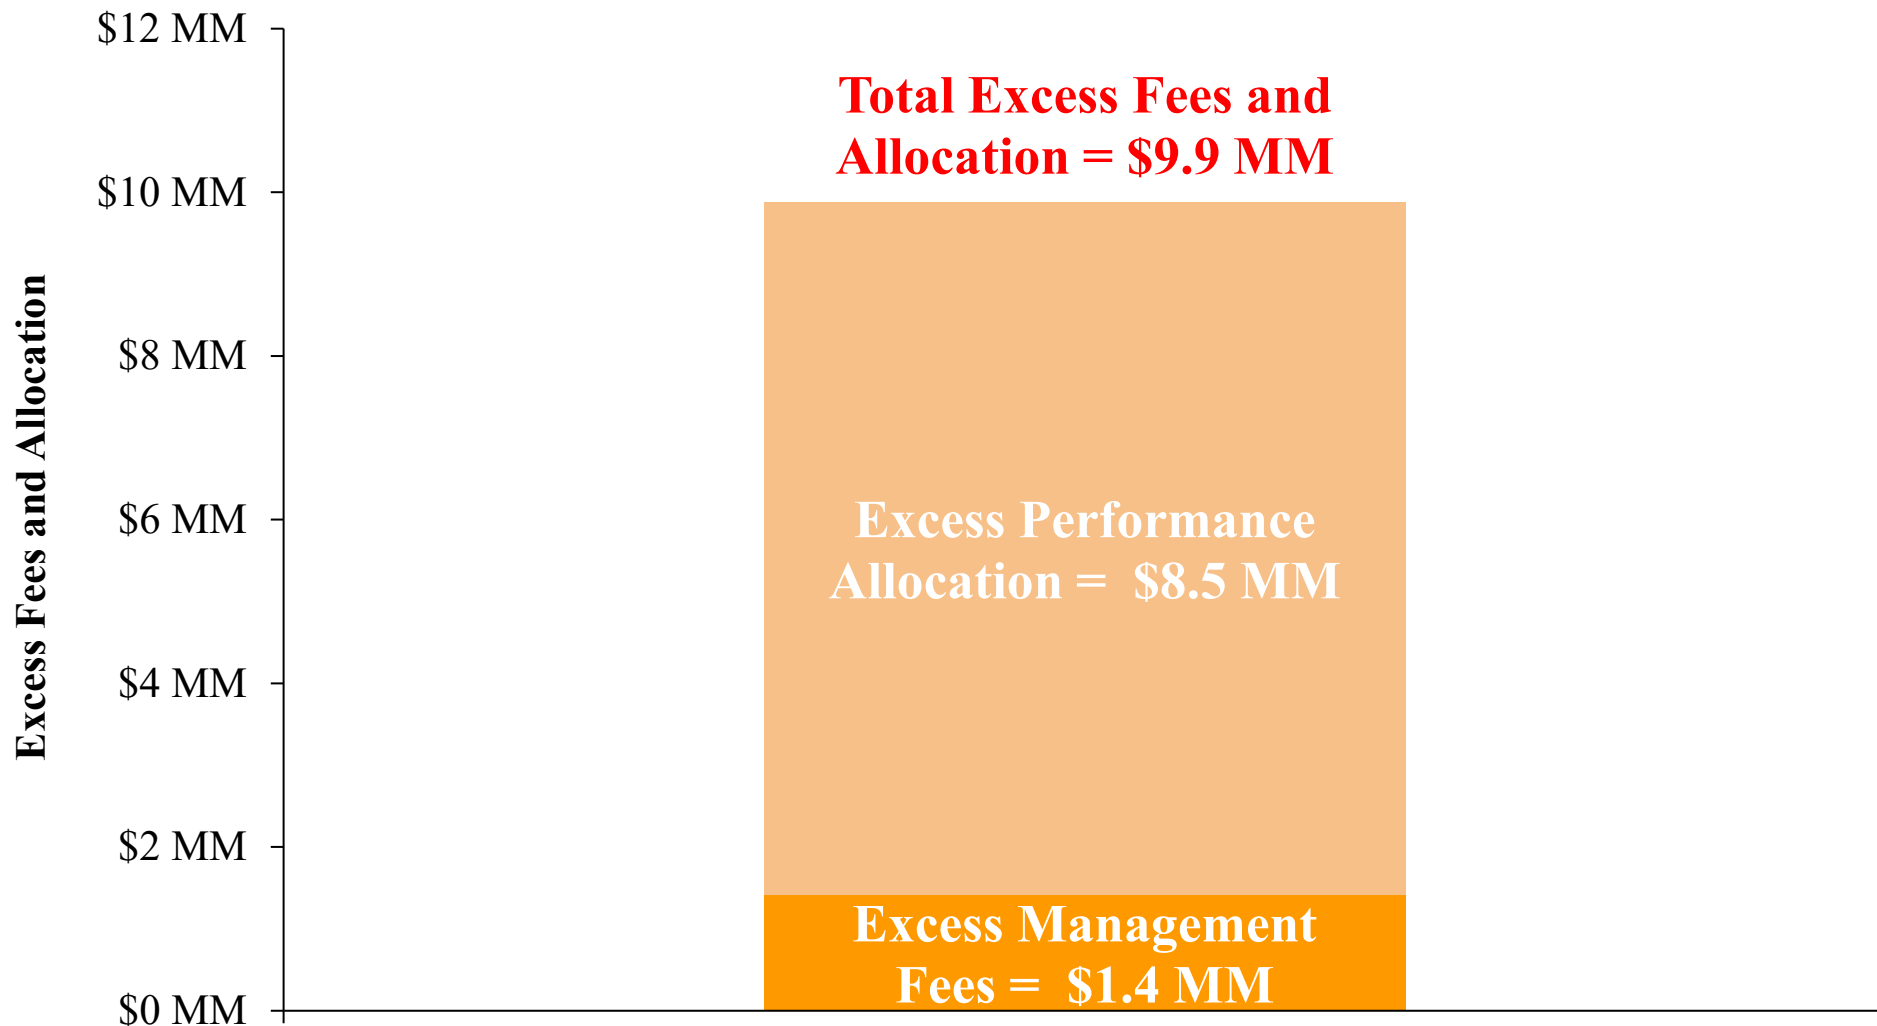 $12 MM
$10 MM
$8 MM
$6 MM
$4 MM
$2 MM
$0 MM
Excess Fees and Allocation
Total Excess Fees and
Allocation = $9.9 MM
Excess Performance
Allocation =  $8.5 MM
Excess Management
Fees =  $1.4 MM